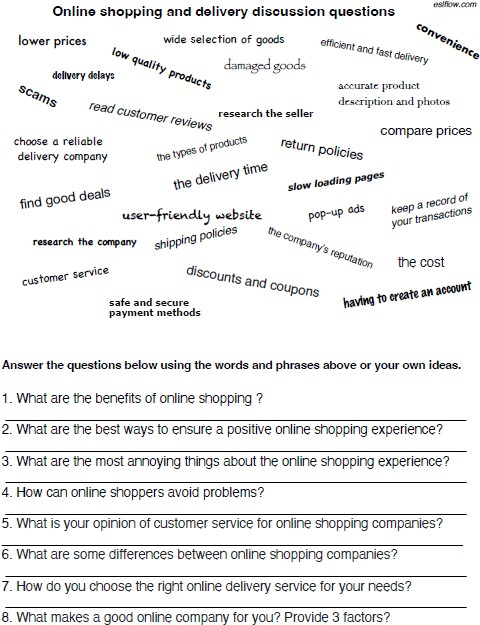 eslflow.com
Online shopping and delivery discussion questions
convenience
lower prices
wide selection of goods
efficient and fast delivery
low quality products
damaged goods
delivery delays
scams
accurate product
description and photos
read customer reviews
research the seller
compare prices
choose a reliable
delivery company
the types of products
return policies
the delivery time
slow loading pages
find good deals
user-friendly website
pop-up ads
keep a record of
your transactions
research the company
shipping policies
the company's reputation
the cost
customer service
discounts and coupons
having to create an account
safe and secure
payment methods
Answer the questions below using the words and phrases above or your own ideas.
1. What are the benefits of online shopping ?
2. What are the best ways to ensure a positive online shopping experience?
3. What are the most annoying things about the online shopping experience?
4. How can online shoppers avoid problems?
5. What is your opinion of customer service for online shopping companies?
6. What are some differences between online shopping companies?
7. How do you choose the right online delivery service for your needs?
8. What makes a good online company for you? Provide 3 factors?